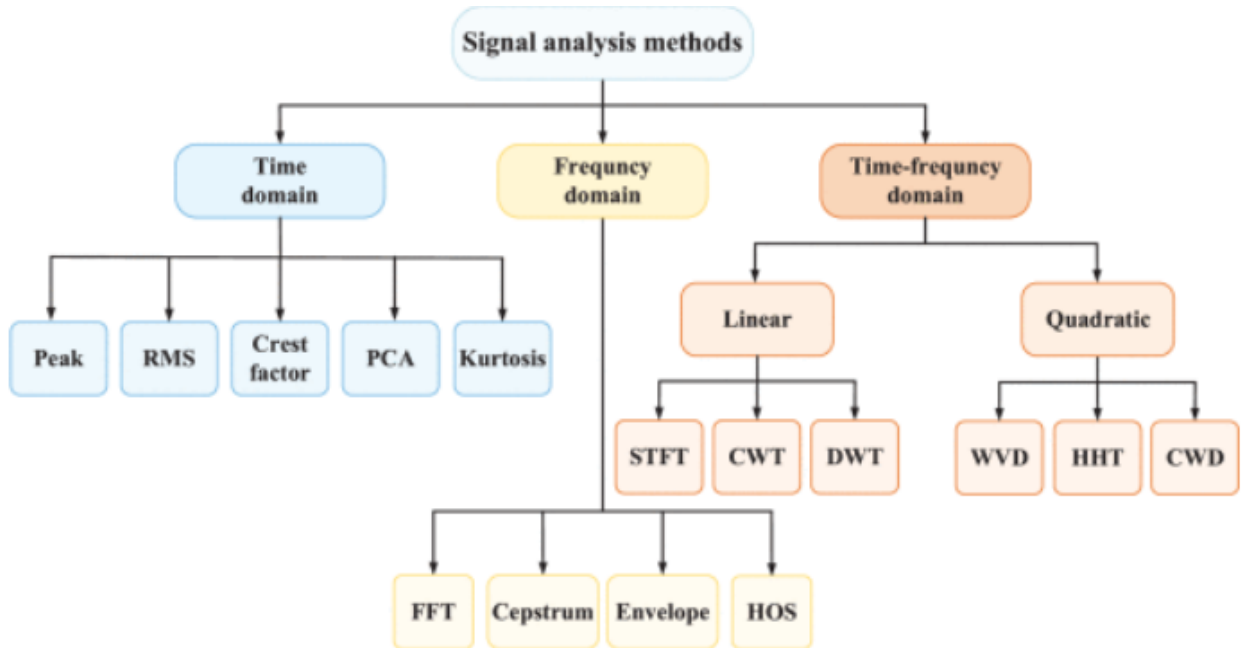 Signal analysis methods
Time
domain
Frequncy
domain
Time-frequncy
domain
Linear
Quadratic
Peak
RMS
Crest
factor
PCA
Kurtosis
STFT
CWT
DWT
WVD
HHT
CWD
FFT
Cepstrum
Envelope
HOS